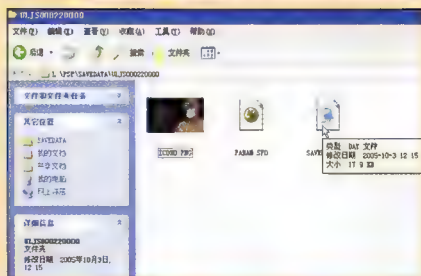 ULJS000220000
文件(F) 编辑(E) 查看(V) 收藏(A) 工具(T) 帮助(H)
后退 搜索 文件夹
L:\PSP\SAVEDATA\ULJS000220000
文件和文件夹任务
其它位置
SAVEDATA
我的文档
共享文档
我的电脑
网上邻居
详细信息
ULJS000220000
文件夹
修改日期: 2005年10月3日,
12:15
ICON0.PNG
PARAM.SFO
类型: DAT 文件
修改日期: 2005-10-3 12:15
大小: 17.9 KB